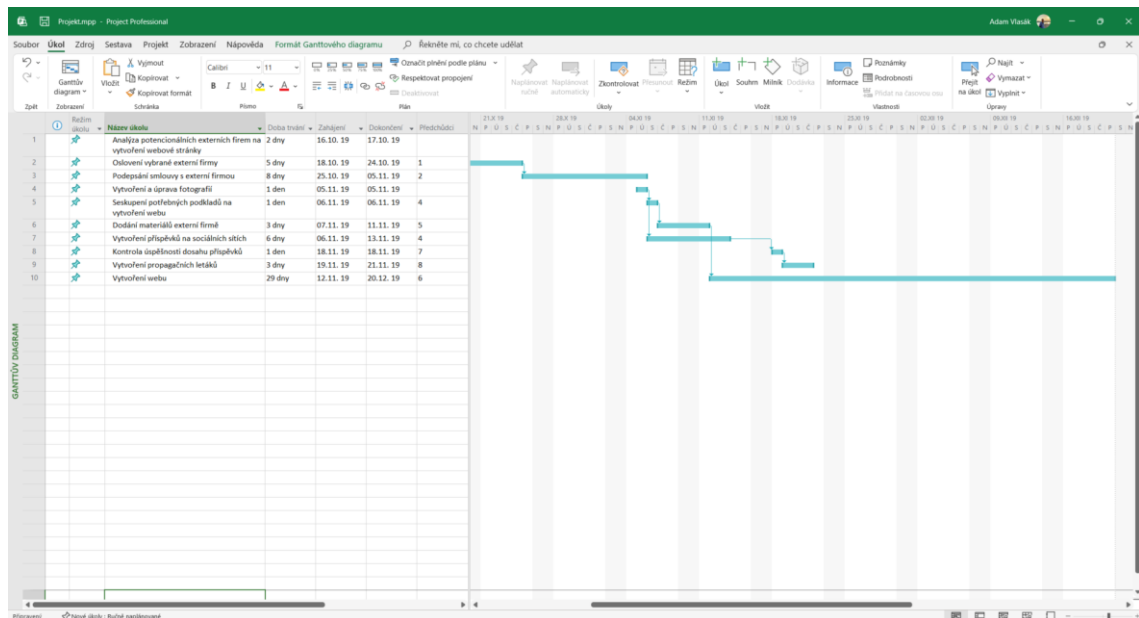 Projekt.mpp - Project Professional
Adam Vlasák
Soubor Úkol Zdroj Sestava Projekt Zobrazení Nápověda Formát Ganttového diagramu Řekněte mi, co chcete udělat
Zpět
Ganttův diagram
Zobrazení
Vložit
Vyjmout
Kopírovat
Kopírovat formát
Schránka
Calibri 11
B I U A
Písmo
Označit plnění podle plánu
Respektovat propojení
Deaktivovat
Plán
Naplánovat ručně
Naplánovat automaticky
Zkontrolovat
Přesunout
Režim
Úkoly
Úkol
Souhrn
Milník
Dodávka
Vložit
Informace
Poznámky
Podrobnosti
Přidat na časovou osu
Vlastnosti
Přejít na úkol
Najít
Vymazat
Vyplnit
Úpravy
Režim úkolu Název úkolu Doba trvání Zahájení Dokončení Předchůdci
1 Analýza potencionálních externích firem na vytvoření webové stránky 2 dny 16.10. 19 17.10. 19
2 Oslovení vybrané externí firmy 5 dny 18.10. 19 24.10. 19 1
3 Podepsání smlouvy s externí firmou 8 dny 25.10. 19 05.11. 19 2
4 Vytvoření a úprava fotografií 1 den 05.11. 19 05.11. 19
5 Seskupení potřebných podkladů na vytvoření webu 1 den 06.11. 19 06.11. 19 4
6 Dodání materiálů externí firmě 3 dny 07.11. 19 11.11. 19 5
7 Vytvoření příspěvků na sociálních sítích 6 dny 06.11. 19 13.11. 19 4
8 Kontrola úspěšnosti dosahu příspěvků 1 den 18.11. 19 18.11. 19 7
9 Vytvoření propagačních letáků 3 dny 19.11. 19 21.11. 19 8
10 Vytvoření webu 29 dny 12.11. 19 20.12. 19 6
GANTTŮV DIAGRAM
Připraveni
Nové úkoly : Ručně naplánované